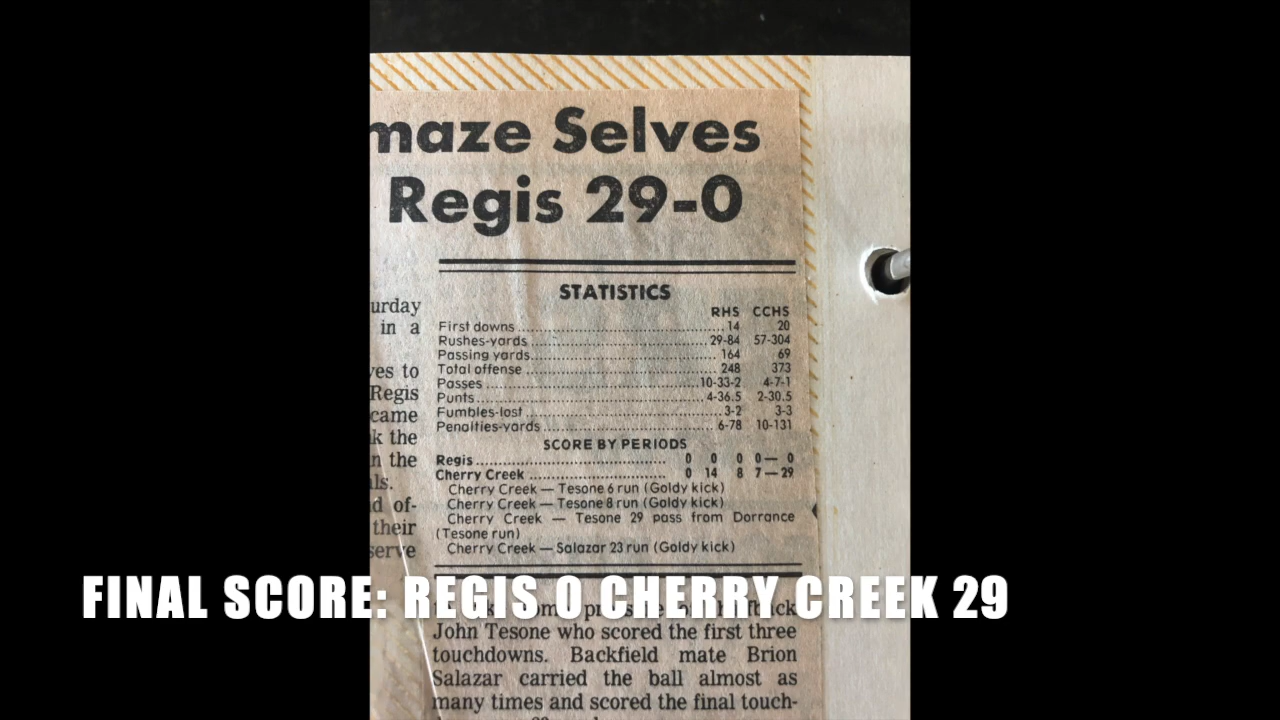 maze Selves
Regis 29-0
urday
in a
ves to
Regis
came
k the
n the
ls.
d of-
their
serve
STATISTICS
RHS CCHS
First downs 14 20
Rushes-yards 29-84 57-304
Passing yards 164 69
Total offense 248 373
Passes 10-33-2 4-7-1
Punts 4-36.5 2-30.5
Fumbles-lost 3-2 3-3
Penalties-yards 6-78 10-131
SCORE BY PERIODS
Regis 0 0 0 0— 0
Cherry Creek 0 14 8 7—29
Cherry Creek — Tesone 6 run (Goldy kick)
Cherry Creek — Tesone 8 run (Goldy kick)
Cherry Creek — Tesone 29 pass from Dorrance
(Tesone run)
Cherry Creek — Salazar 23 run (Goldy kick)
FINAL SCORE: REGIS 0 CHERRY CREEK 29
John Tesone who scored the first three
touchdowns. Backfield mate Brion
Salazar carried the ball almost as
many times and scored the final touch-